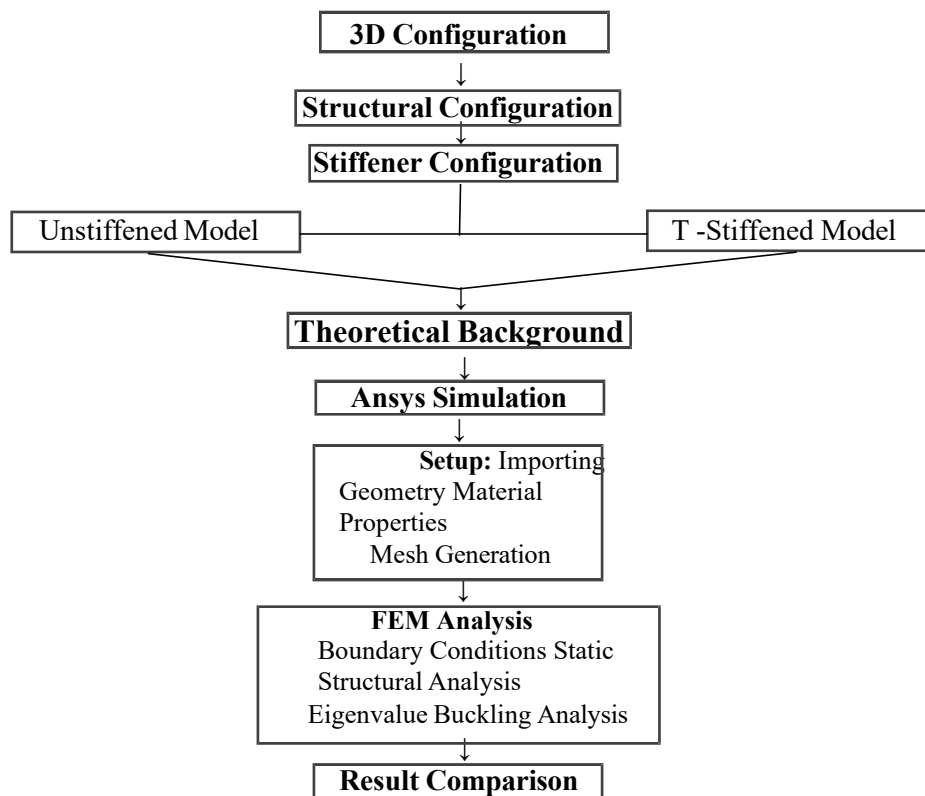 3D Configuration
Structural Configuration
Stiffener Configuration
Unstiffened Model
T -Stiffened Model
Theoretical Background
Ansys Simulation
Setup: Importing
Geometry Material
Properties
Mesh Generation
FEM Analysis
Boundary Conditions Static
Structural Analysis
Eigenvalue Buckling Analysis
Result Comparison